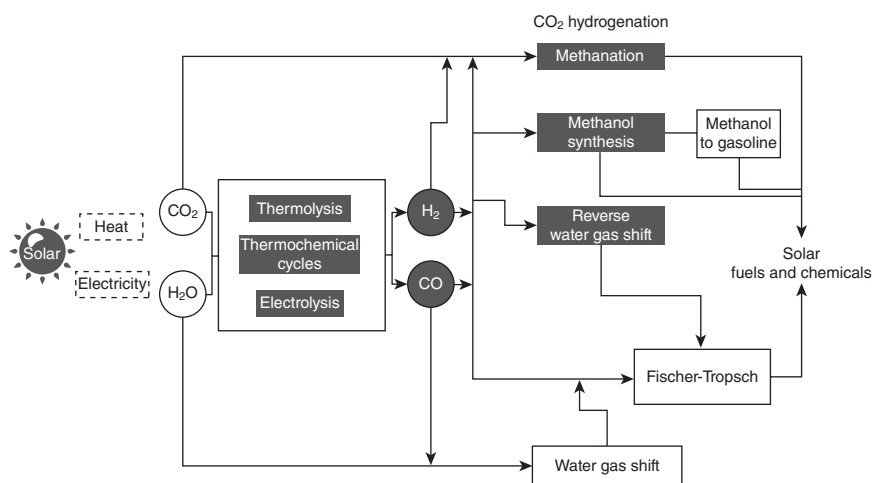 CO₂ hydrogenation
Methanation
Methanol
synthesis
Methanol
to gasoline
CO₂
Thermolysis
H₂
Heat
Reverse
water gas shift
Solar
Thermochemical
cycles
Solar
fuels and chemicals
Electricity
H₂O
CO
Electrolysis
Fischer-Tropsch
Water gas shift